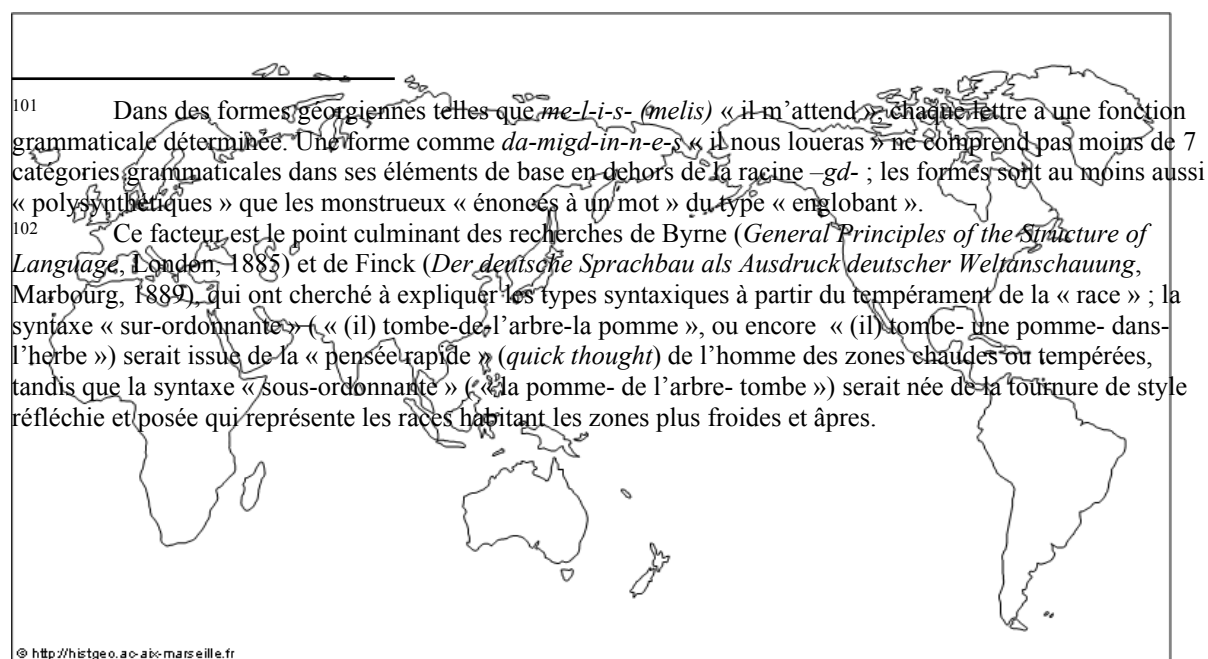 101 Dans des formes géorgiennes telles que me-l-i-s- (melis) « il m’attend », chaque lettre a une fonction
grammaticale déterminée. Une forme comme da-migd-in-n-e-s « il nous loueras » ne comprend pas moins de 7
catégories grammaticales dans ses éléments de base en dehors de la racine –gd- ; les formes sont au moins aussi
« polysynthétiques » que les monstrueux « énoncés à un mot » du type « englobant ».
102 Ce facteur est le point culminant des recherches de Byrne (General Principles of the Structure of
Language, London, 1885) et de Finck (Der deutsche Sprachbau als Ausdruck deutscher Weltanschauung,
Marbourg, 1889), qui ont cherché à expliquer les types syntaxiques à partir du tempérament de la « race » ; la
syntaxe « sur-ordonnante » ( « (il) tombe-de-l’arbre-la pomme », ou encore « (il) tombe- une pomme- dans-
l’herbe ») serait issue de la « pensée rapide » (quick thought) de l’homme des zones chaudes ou tempérées,
tandis que la syntaxe « sous-ordonnante » ( « la pomme- de l’arbre- tombe ») serait née de la tournure de style
réfléchie et posée qui représente les races habitant les zones plus froides et âpres.
© http://histgeo.ac-aix-marseille.fr